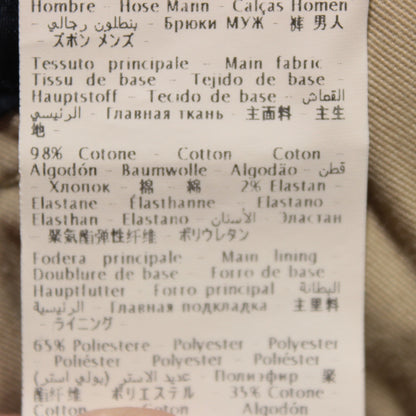 Hombre - Hose Mann - Calças Homen
- بنطلون رجالي - Брюки МУЖ - 裤 男人
- ズボン メンズ -
Tessuto principale - Main fabric -
Tissu de base - Tejido de base -
Hauptstoff - Tecido de base - القماش
الرئيسي - Главная ткань - 主面料 - 主生
地 -
98% Cotone - Cotton Coton -
Algodón - Baumwolle - Algodão - قطن
- Хлопок - 棉 - 綿 2% Elastan -
Elastane - Élasthanne - Elastano
Elasthan - Elastano - الأستان - Эластан
- 聚氨酯弹性纤维 - ポリウレタン
Fodera principale - Main lining
Doublure de base - Forro de base -
Hauptfutter - Forro principal - البطانة
الرئيسية - Главная подкладка - 主里料
- ライニング -
65% Poliestere - Polyester Polyester
Poliéster - Polyester - Poliéster
- عديد الاستر (بولي استر) - Полиэфир - 聚
酯纤维 - ポリエステル 35% Cotone -
Cotton Coton Algodón